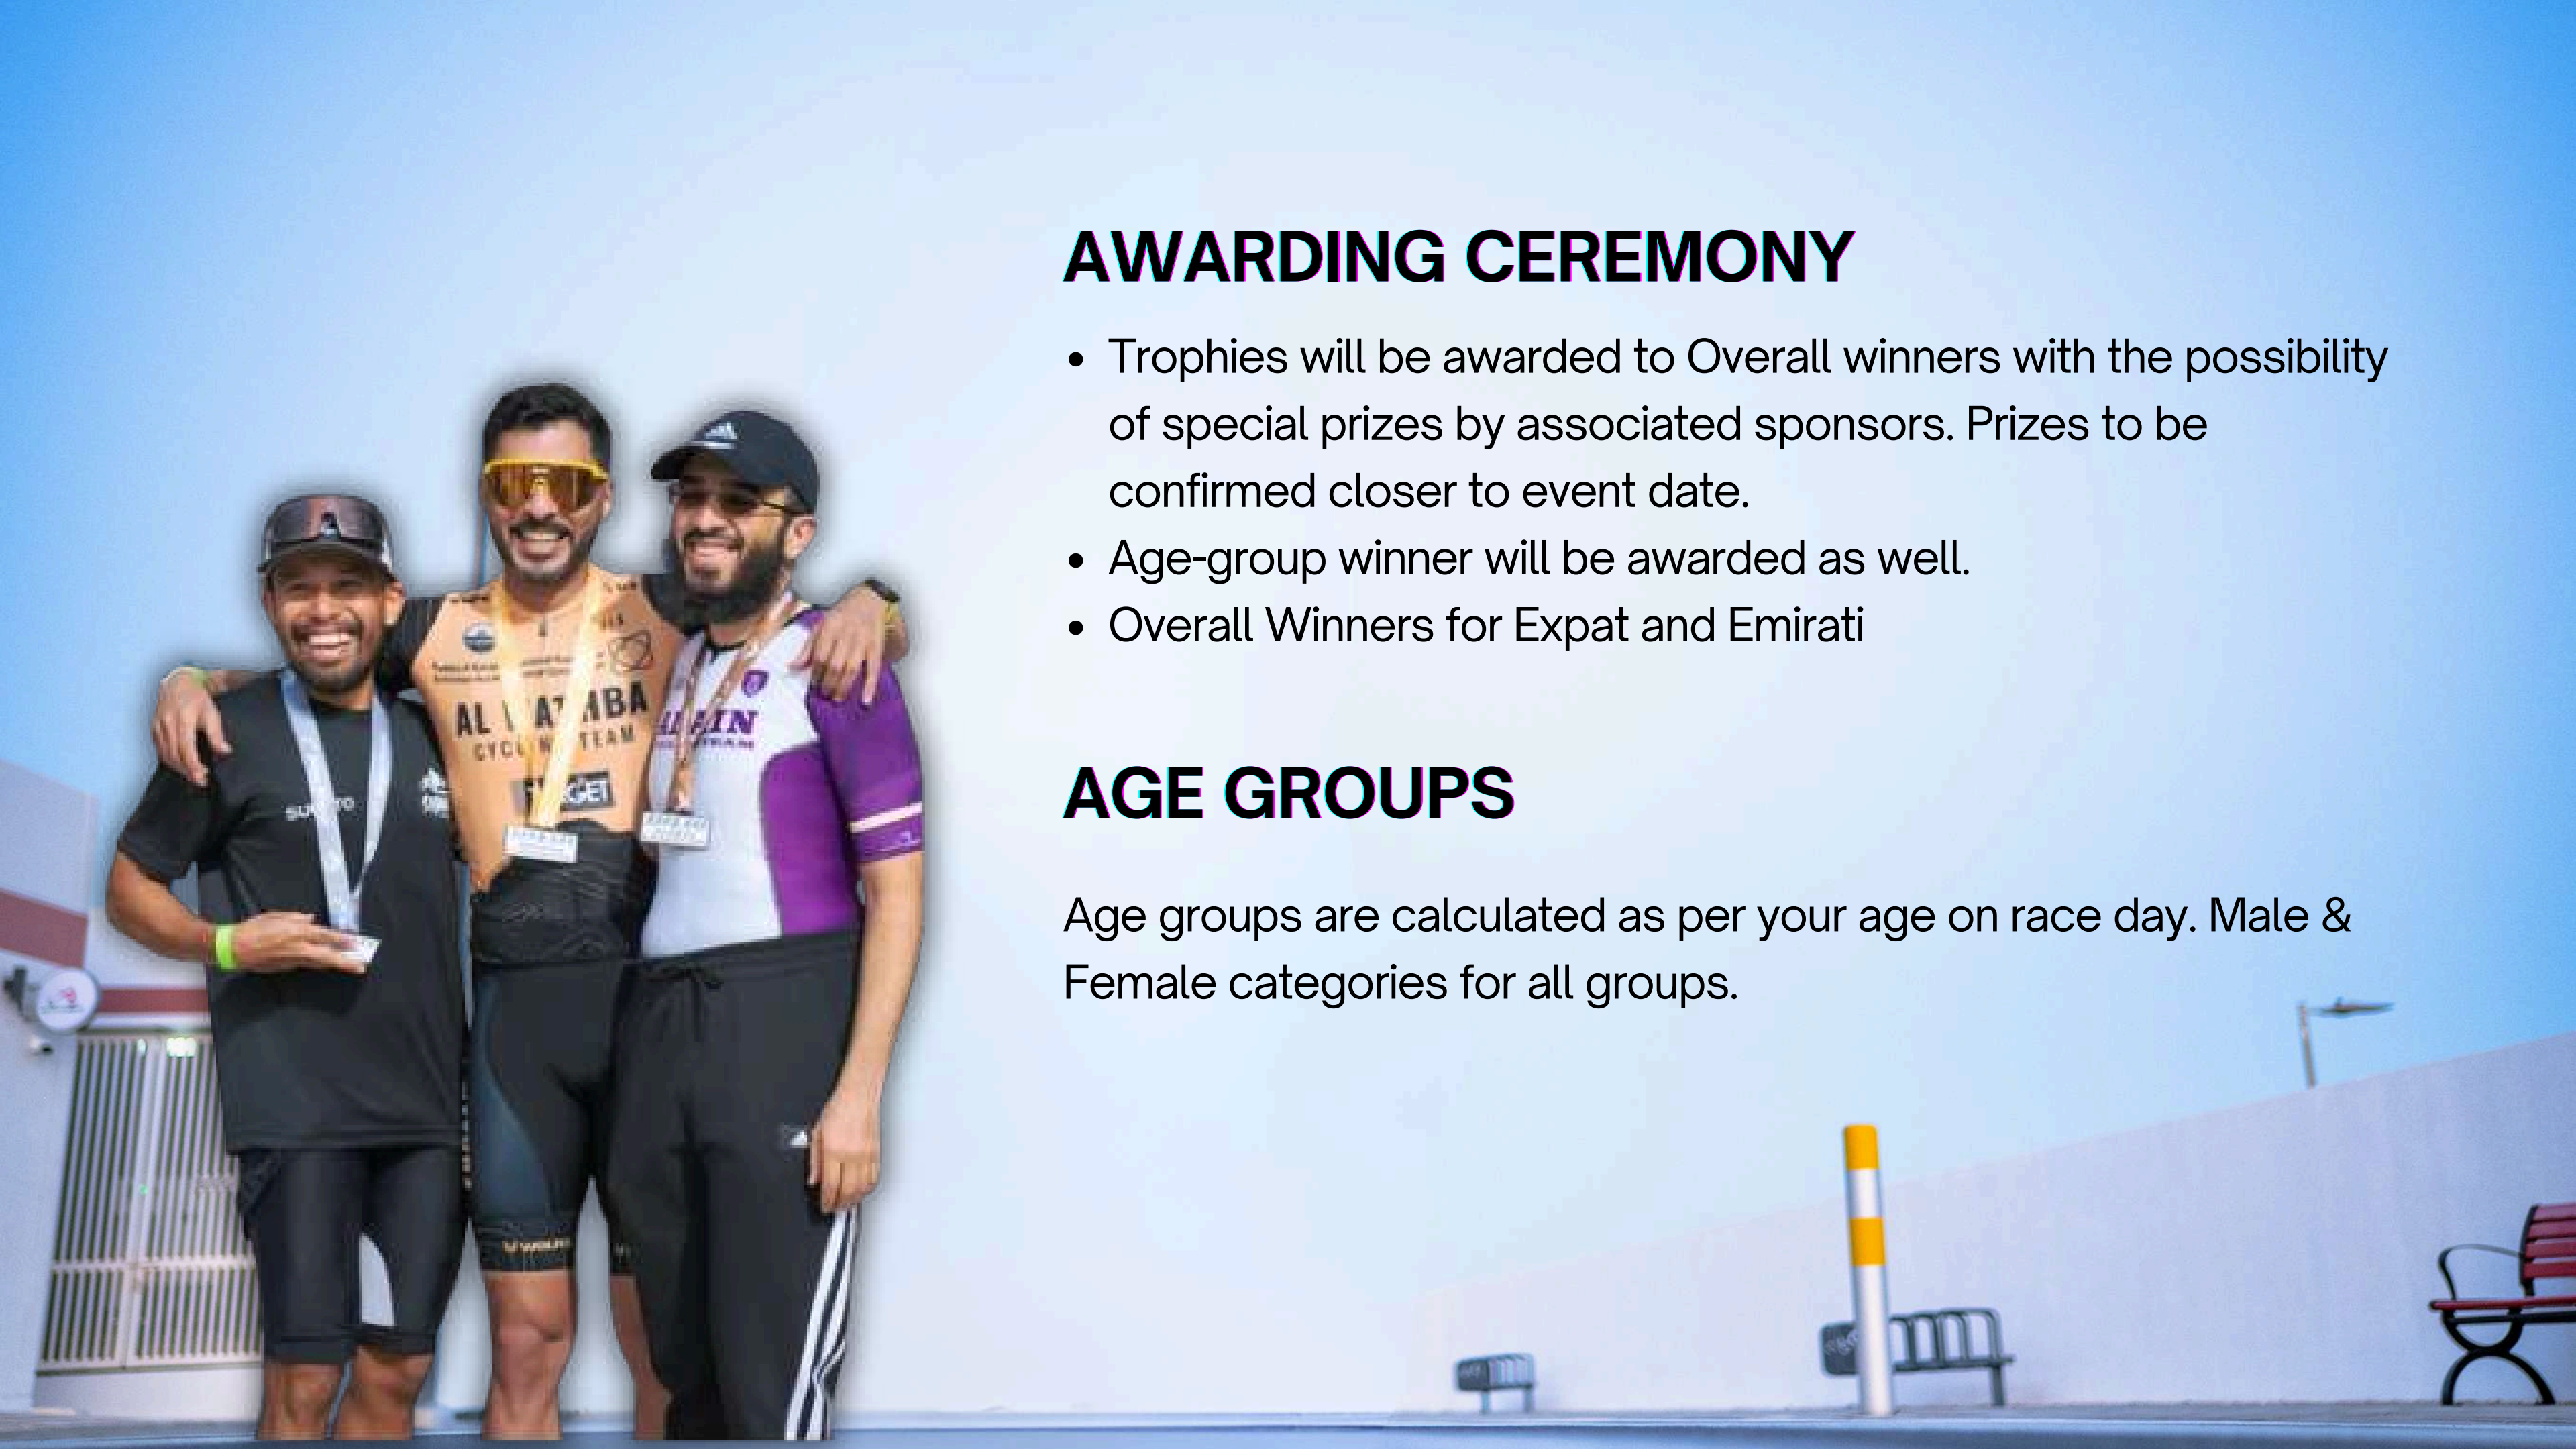 AWARDING CEREMONY
• Trophies will be awarded to Overall winners with the possibility
of special prizes by associated sponsors. Prizes to be
confirmed closer to event date.
• Age-group winner will be awarded as well.
• Overall Winners for Expat and Emirati
AGE GROUPS
Age groups are calculated as per your age on race day. Male &
Female categories for all groups.
AL
CYCLING TEAM